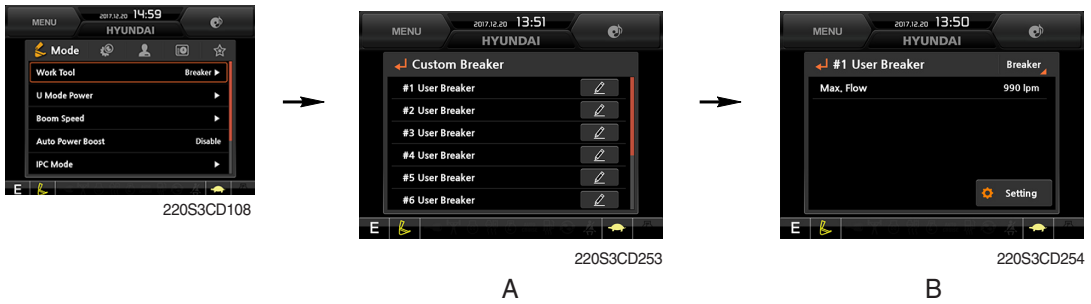 MENU 2017.12.20 14:59
HYUNDAI
Mode
Work Tool Breaker ▶
U Mode Power ▶
Boom Speed ▶
Auto Power Boost Disable
IPC Mode ▶
E
220S3CD108
MENU 2017.12.20 13:51
HYUNDAI
Custom Breaker
#1 User Breaker
#2 User Breaker
#3 User Breaker
#4 User Breaker
#5 User Breaker
#6 User Breaker
E
220S3CD253
A
MENU 2017.12.20 13:50
HYUNDAI
#1 User Breaker Breaker
Max. Flow 990 lpm
Setting
E
220S3CD254
B